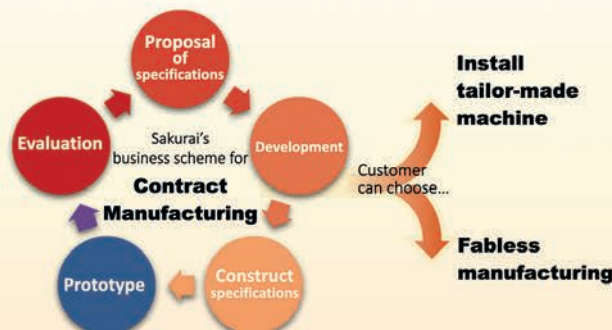 Proposal
of
specifications
Evaluation
Sakurai's
business scheme for
Contract
Manufacturing
Development
Prototype
Construct
specifications
Customer
can choose...
Install
tailor-made
machine
Fabless
manufacturing